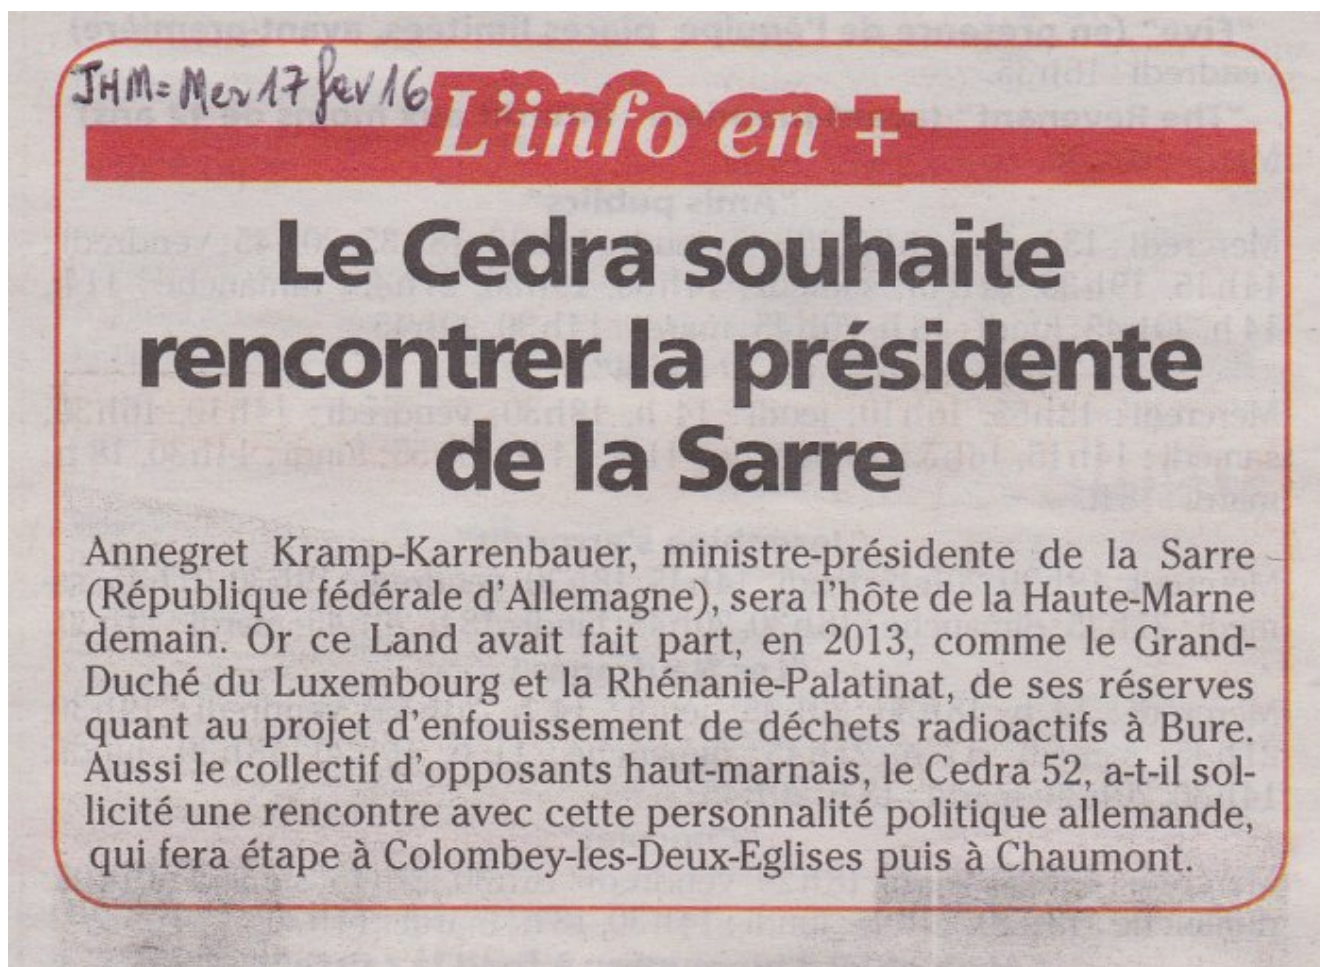 JHM = Mer 17 fev 16
L'info en +
Le Cedra souhaite
rencontrer la présidente
de la Sarre
Annegret Kramp-Karrenbauer, ministre-présidente de la Sarre
(République fédérale d'Allemagne), sera l'hôte de la Haute-Marne
demain. Or ce Land avait fait part, en 2013, comme le Grand-
Duché du Luxembourg et la Rhénanie-Palatinat, de ses réserves
quant au projet d'enfouissement de déchets radioactifs à Bure.
Aussi le collectif d'opposants haut-marnais, le Cedra 52, a-t-il sol-
licité une rencontre avec cette personnalité politique allemande,
qui fera étape à Colombey-les-Deux-Eglises puis à Chaumont.